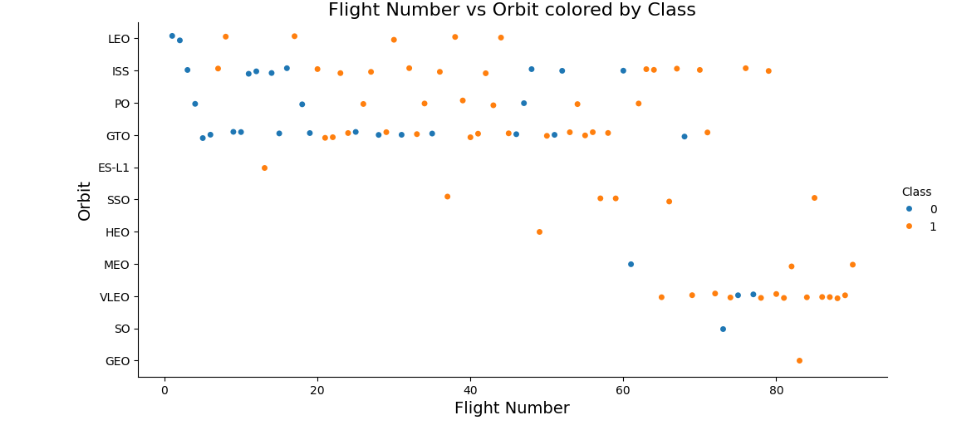 Flight Number vs Orbit colored by Class
LEO
ISS
PO
GTO
ES-L1
SSO
HEO
MEO
VLEO
SO
GEO
Orbit
0 20 40 60 80
Flight Number
Class
0
1